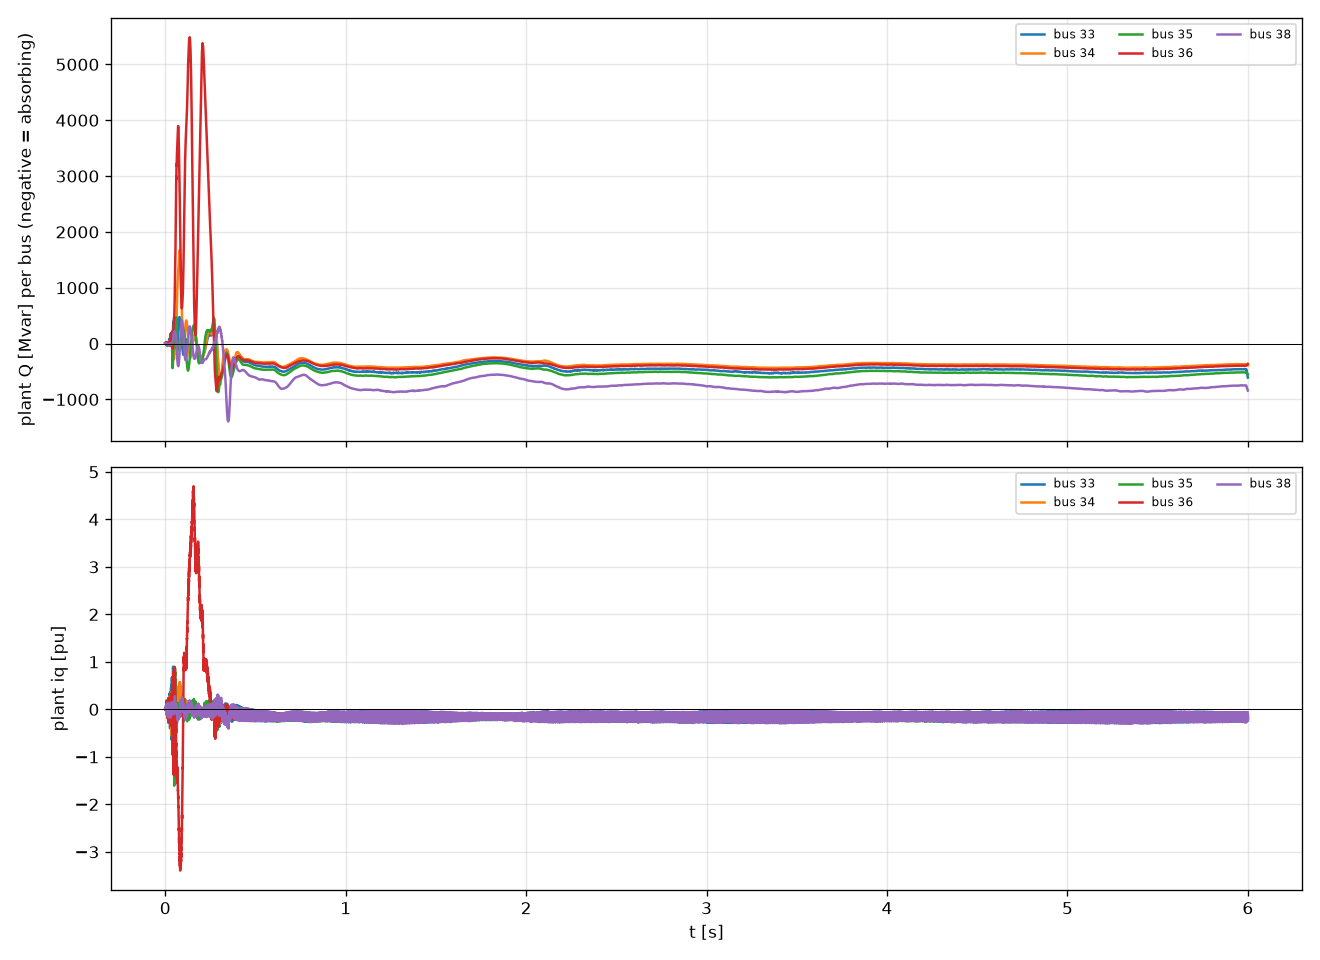 plant Q [Mvar] per bus (negative = absorbing)
5000
4000
3000
2000
1000
0
−1000
bus 33 bus 35 bus 38
bus 34 bus 36
plant iq [pu]
5
4
3
2
1
0
−1
−2
−3
bus 33 bus 35 bus 38
bus 34 bus 36
0 1 2 3 4 5 6
t [s]